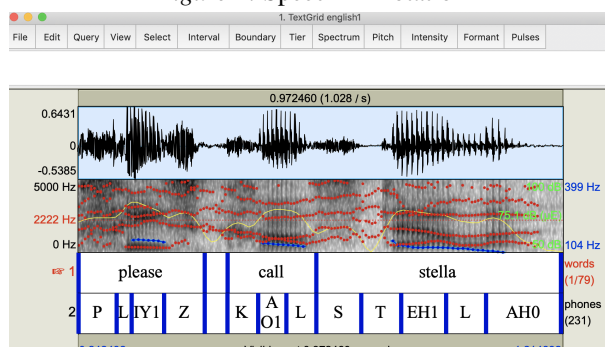 1. TextGrid english1
File Edit Query View Select Interval Boundary Tier Spectrum Pitch Intensity Formant Pulses
0.972460 (1.028 / s)
0.6431
0
-0.5385
5000 Hz 399 Hz
2222 Hz
0 Hz 104 Hz
1 please call stella words
(1/79)
2 P L IY1 Z K AO1 L S T EH1 L AH0 phones
(231)